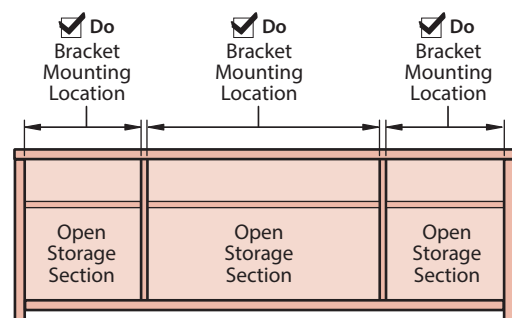 Do
Bracket
Mounting
Location
Do
Bracket
Mounting
Location
Do
Bracket
Mounting
Location
Open
Storage
Section
Open
Storage
Section
Open
Storage
Section